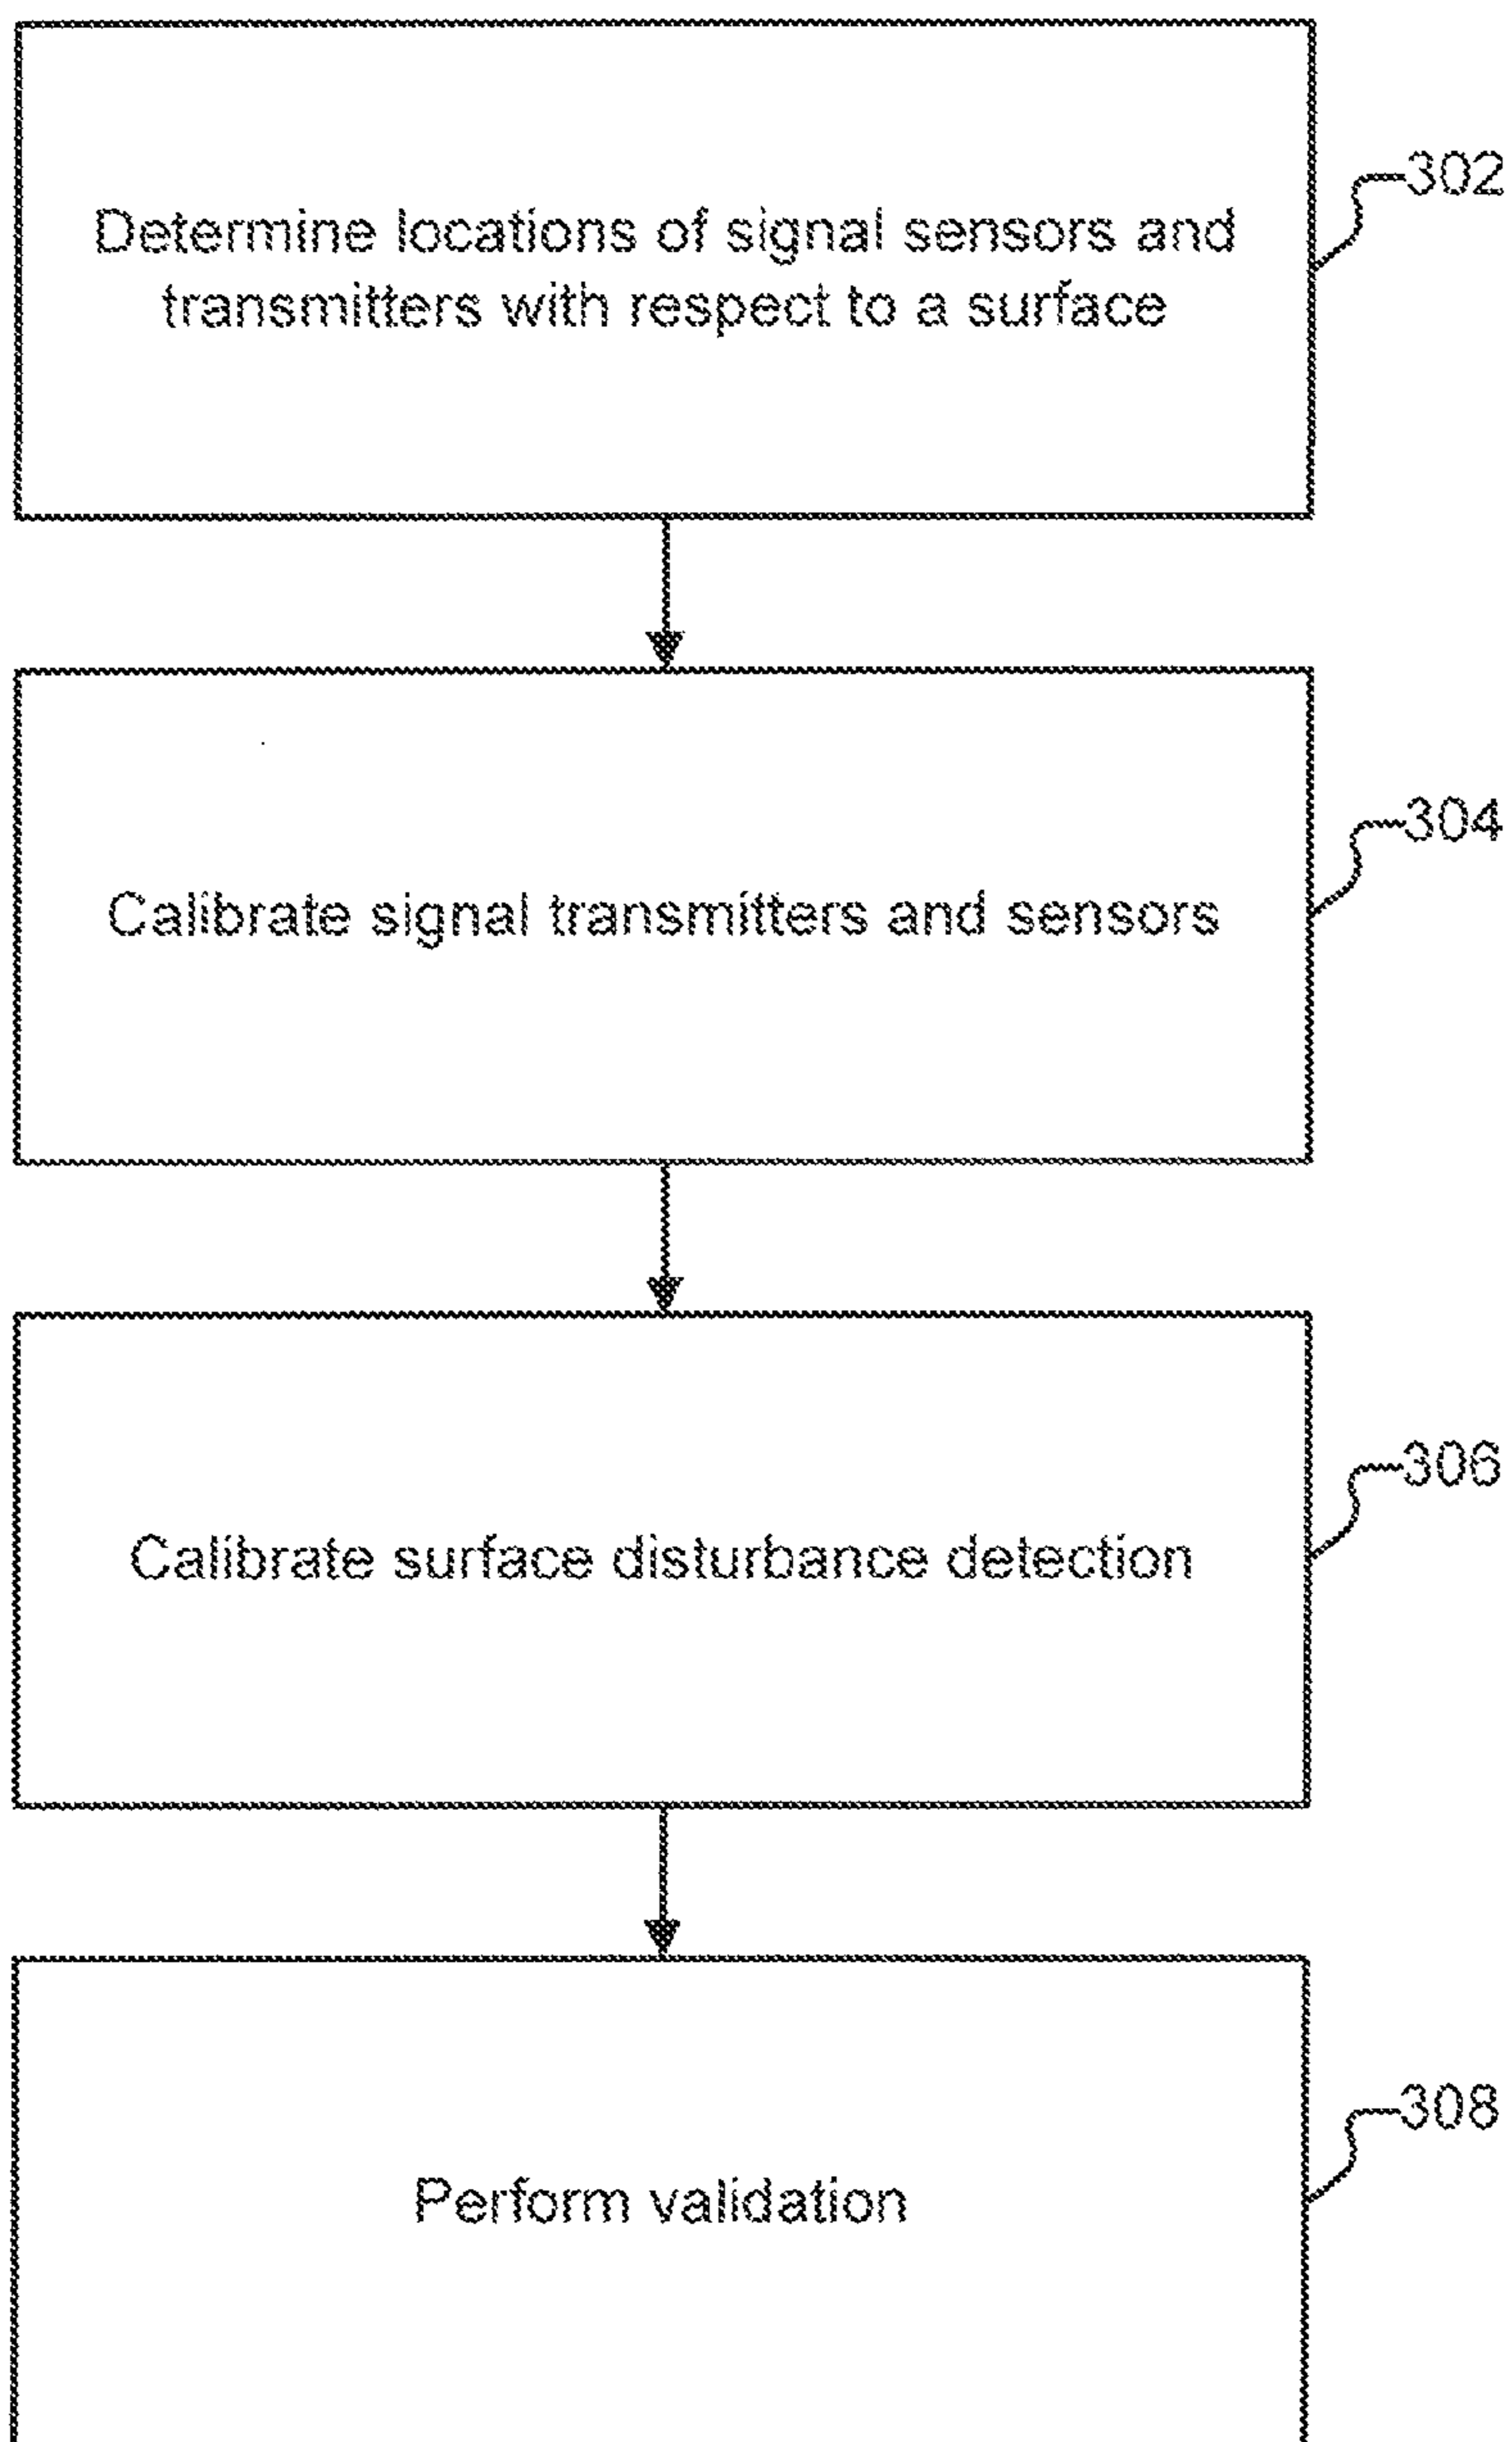 302
Determine locations of signal sensors and
transmitters with respect to a surface
304
Calibrate signal transmitters and sensors
306
Calibrate surface disturbance detection
308
Perform validation